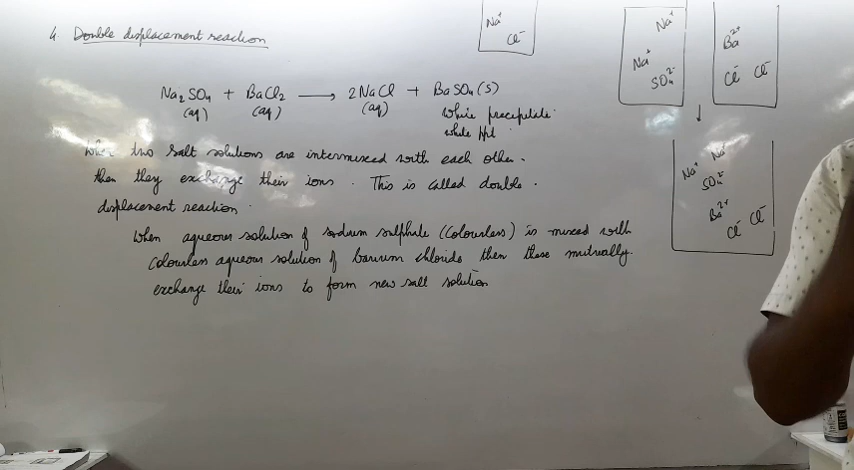 4. Double displacement reaction
Na₂SO₄ + BaCl₂ ⟶ 2NaCl + BaSO₄(s)
(aq) (aq) (aq) white precipitate
white ppt
When two salt solutions are intermixed with each other.
then they exchange their ions. This is called double.
displacement reaction
When aqueous solution of sodium sulphate (Colourless) is mixed with
colourless aqueous solution of barium chloride then these mutually.
exchange their ions to form new salt solution
Na⁺
Cl⁻
Na⁺
Na⁺
SO₄²⁻
Ba²⁺
Cl⁻ Cl⁻
↓
Na⁺ Na⁺
SO₄²⁻
Ba²⁺
Cl⁻ Cl⁻